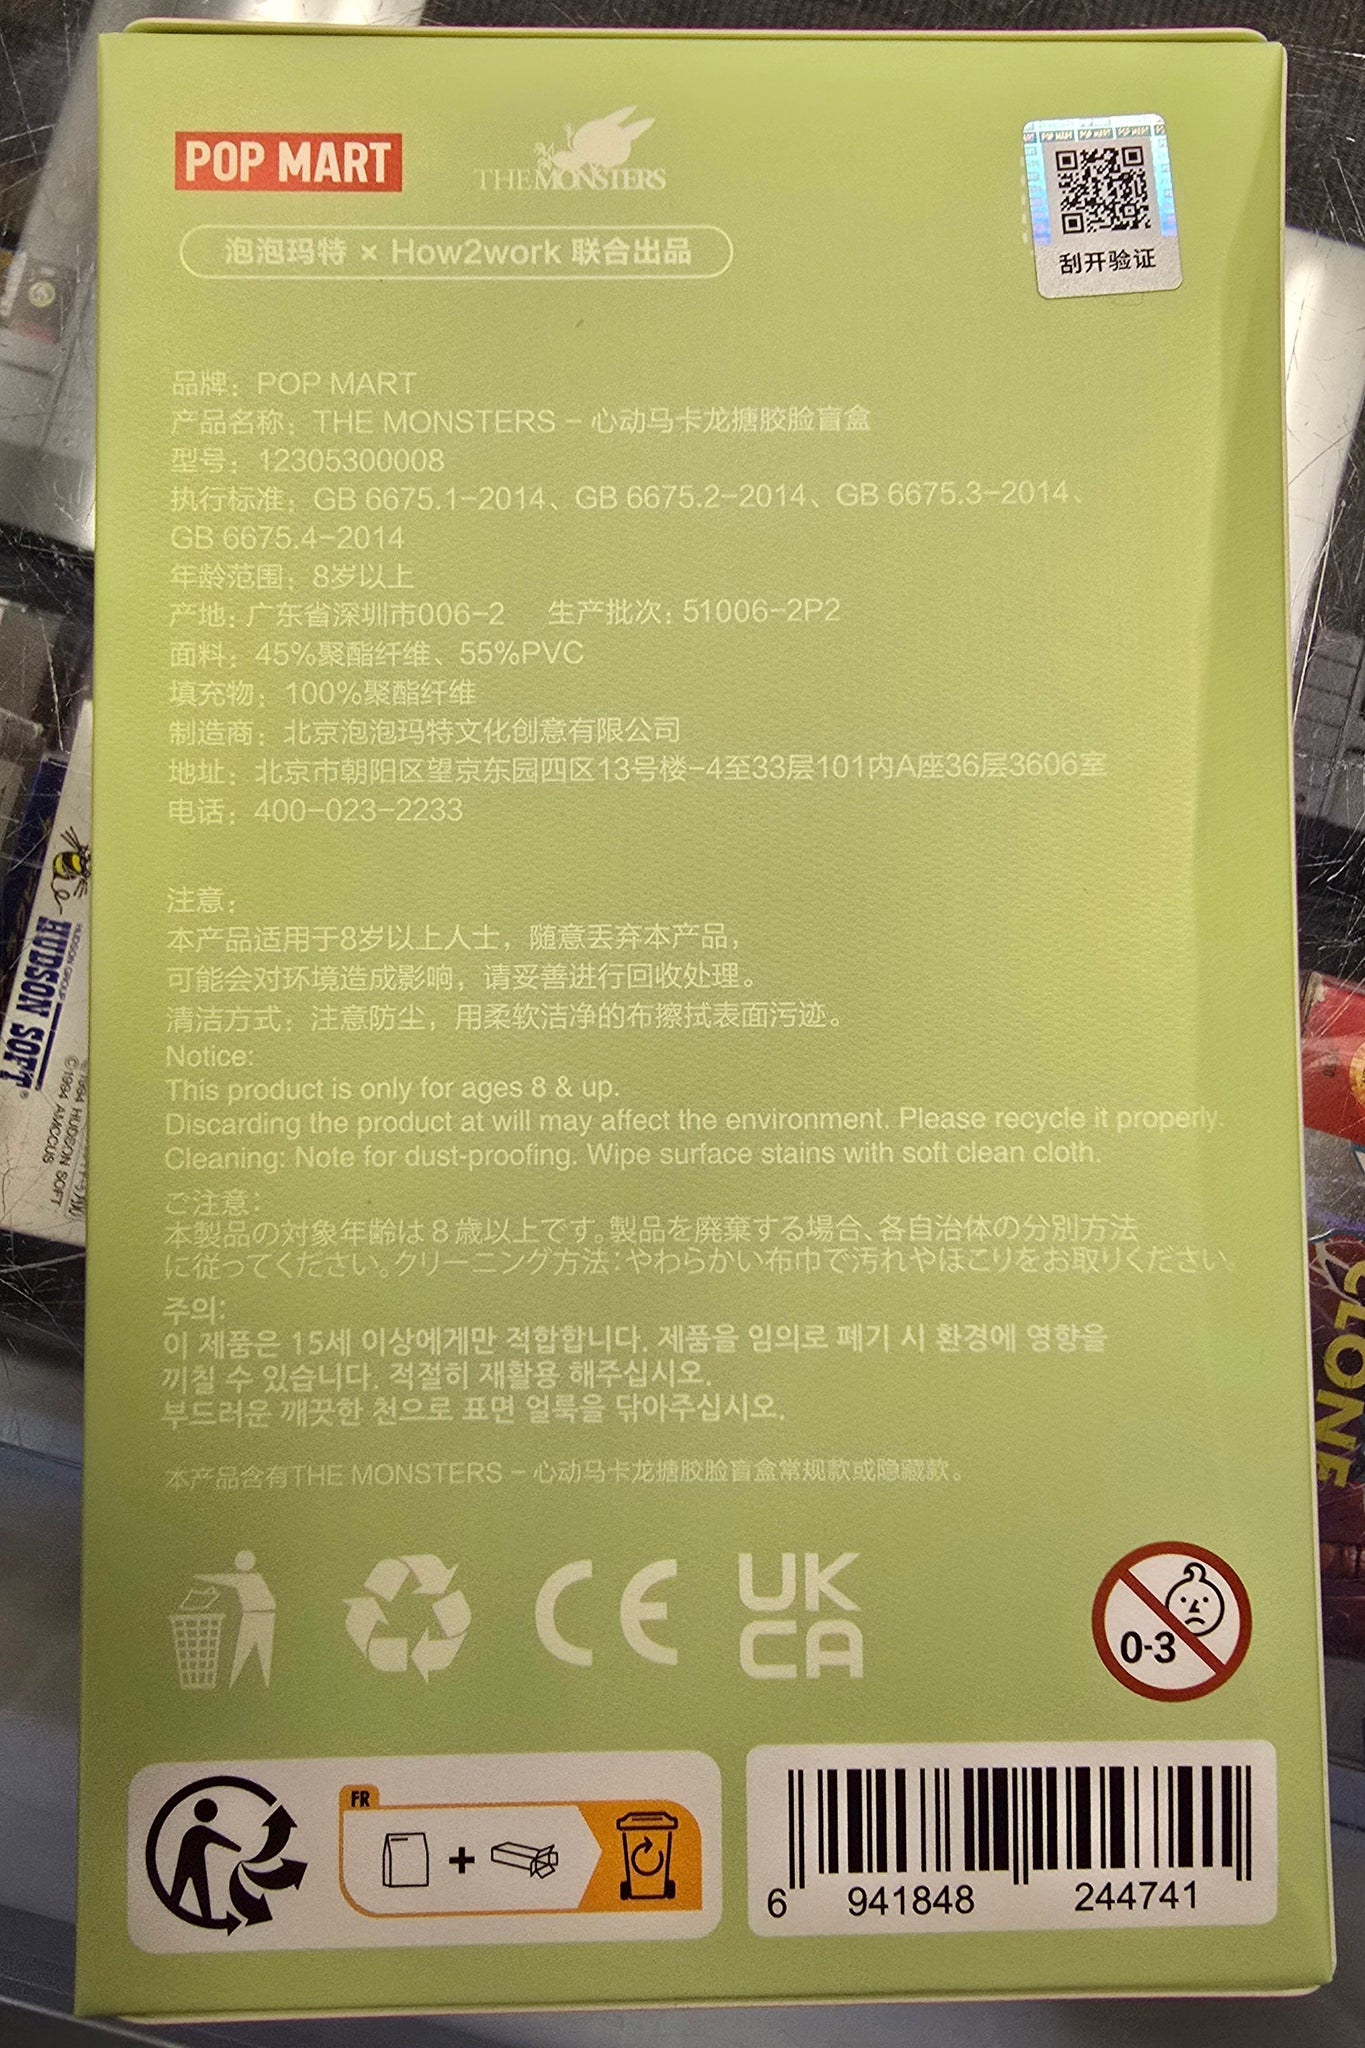 POP MART
THE MONSTERS
泡泡玛特 × How2work 联合出品
刮开验证
品牌：POP MART
产品名称：THE MONSTERS – 心动马卡龙搪胶脸盲盒
型号：12305300008
执行标准：GB 6675.1–2014、GB 6675.2–2014、GB 6675.3–2014、
GB 6675.4–2014
年龄范围：8岁以上
产地：广东省深圳市006–2 生产批次：51006–2P2
面料：45%聚酯纤维、55%PVC
填充物：100%聚酯纤维
制造商：北京泡泡玛特文化创意有限公司
地址：北京市朝阳区望京东园四区13号楼–4至33层101内A座36层3606室
电话：400–023–2233
注意：
本产品适用于8岁以上人士，随意丢弃本产品，
可能会对环境造成影响，请妥善进行回收处理。
清洁方式：注意防尘，用柔软洁净的布擦拭表面污迹。
Notice:
This product is only for ages 8 & up.
Discarding the product at will may affect the environment. Please recycle it properly.
Cleaning: Note for dust-proofing. Wipe surface stains with soft clean cloth.
ご注意：
本製品の対象年齢は8歳以上です。製品を廃棄する場合、各自治体の分別方法
に従ってください。クリーニング方法：やわらかい布巾で汚れやほこりをお取りください。
주의:
이 제품은 15세 이상에게만 적합합니다. 제품을 임의로 폐기 시 환경에 영향을
끼칠 수 있습니다. 적절히 재활용 해주십시오.
부드러운 깨끗한 천으로 표면 얼룩을 닦아주십시오.
本产品含有THE MONSTERS – 心动马卡龙搪胶脸盲盒常规款或隐藏款。
CE
UK
CA
0-3
FR
+
6 941848 244741
HUDSON GROUP
HUDSON SOFT®
©1994 HUDSON SOFT
©1994 AMCCUS
CLONE